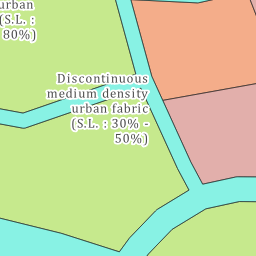 urban
(S.L. :
80%)
Discontinuous
medium density
urban fabric
(S.L. : 30% -
50%)